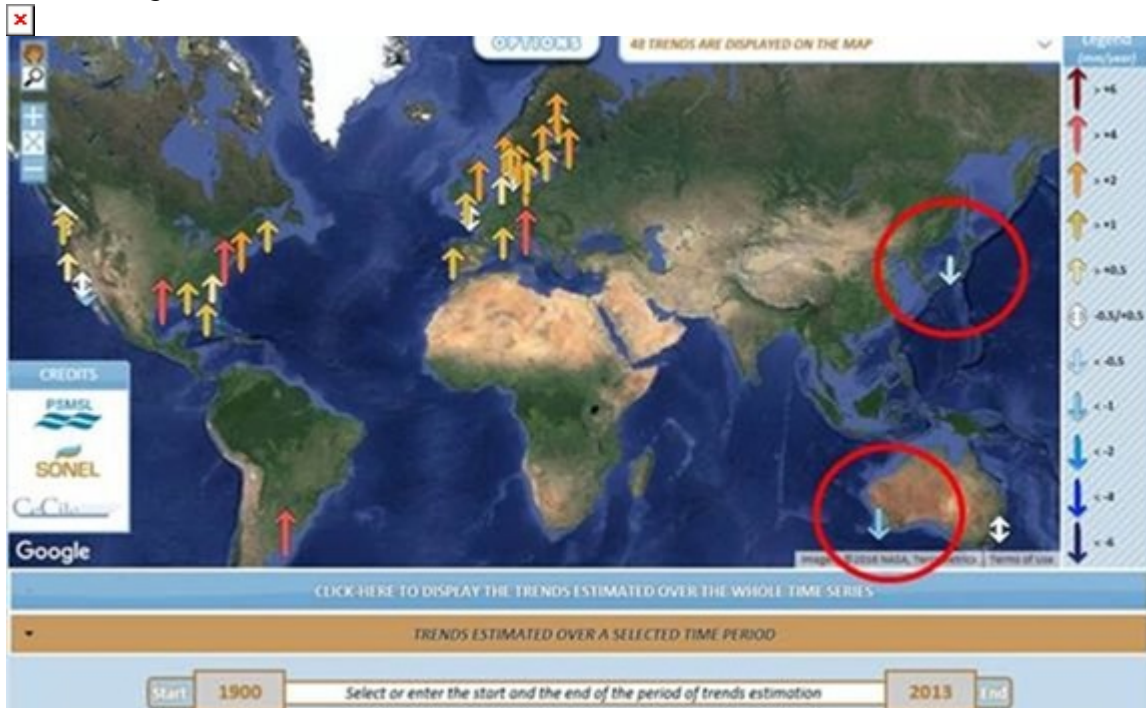 OPTIONS
48 TRENDS ARE DISPLAYED ON THE MAP
Legend
(mm/year)
> +6
> +4
> +2
> +1
> +0.5
-0.5/+0.5
< -0.5
< -1
< -2
< -4
< -6
CREDITS
PSMSL
SONEL
Google
Terms of Use
CLICK HERE TO DISPLAY THE TRENDS ESTIMATED OVER THE WHOLE TIME SERIES
TRENDS ESTIMATED OVER A SELECTED TIME PERIOD
Start 1900 Select or enter the start and the end of the period of trends estimation 2013 End